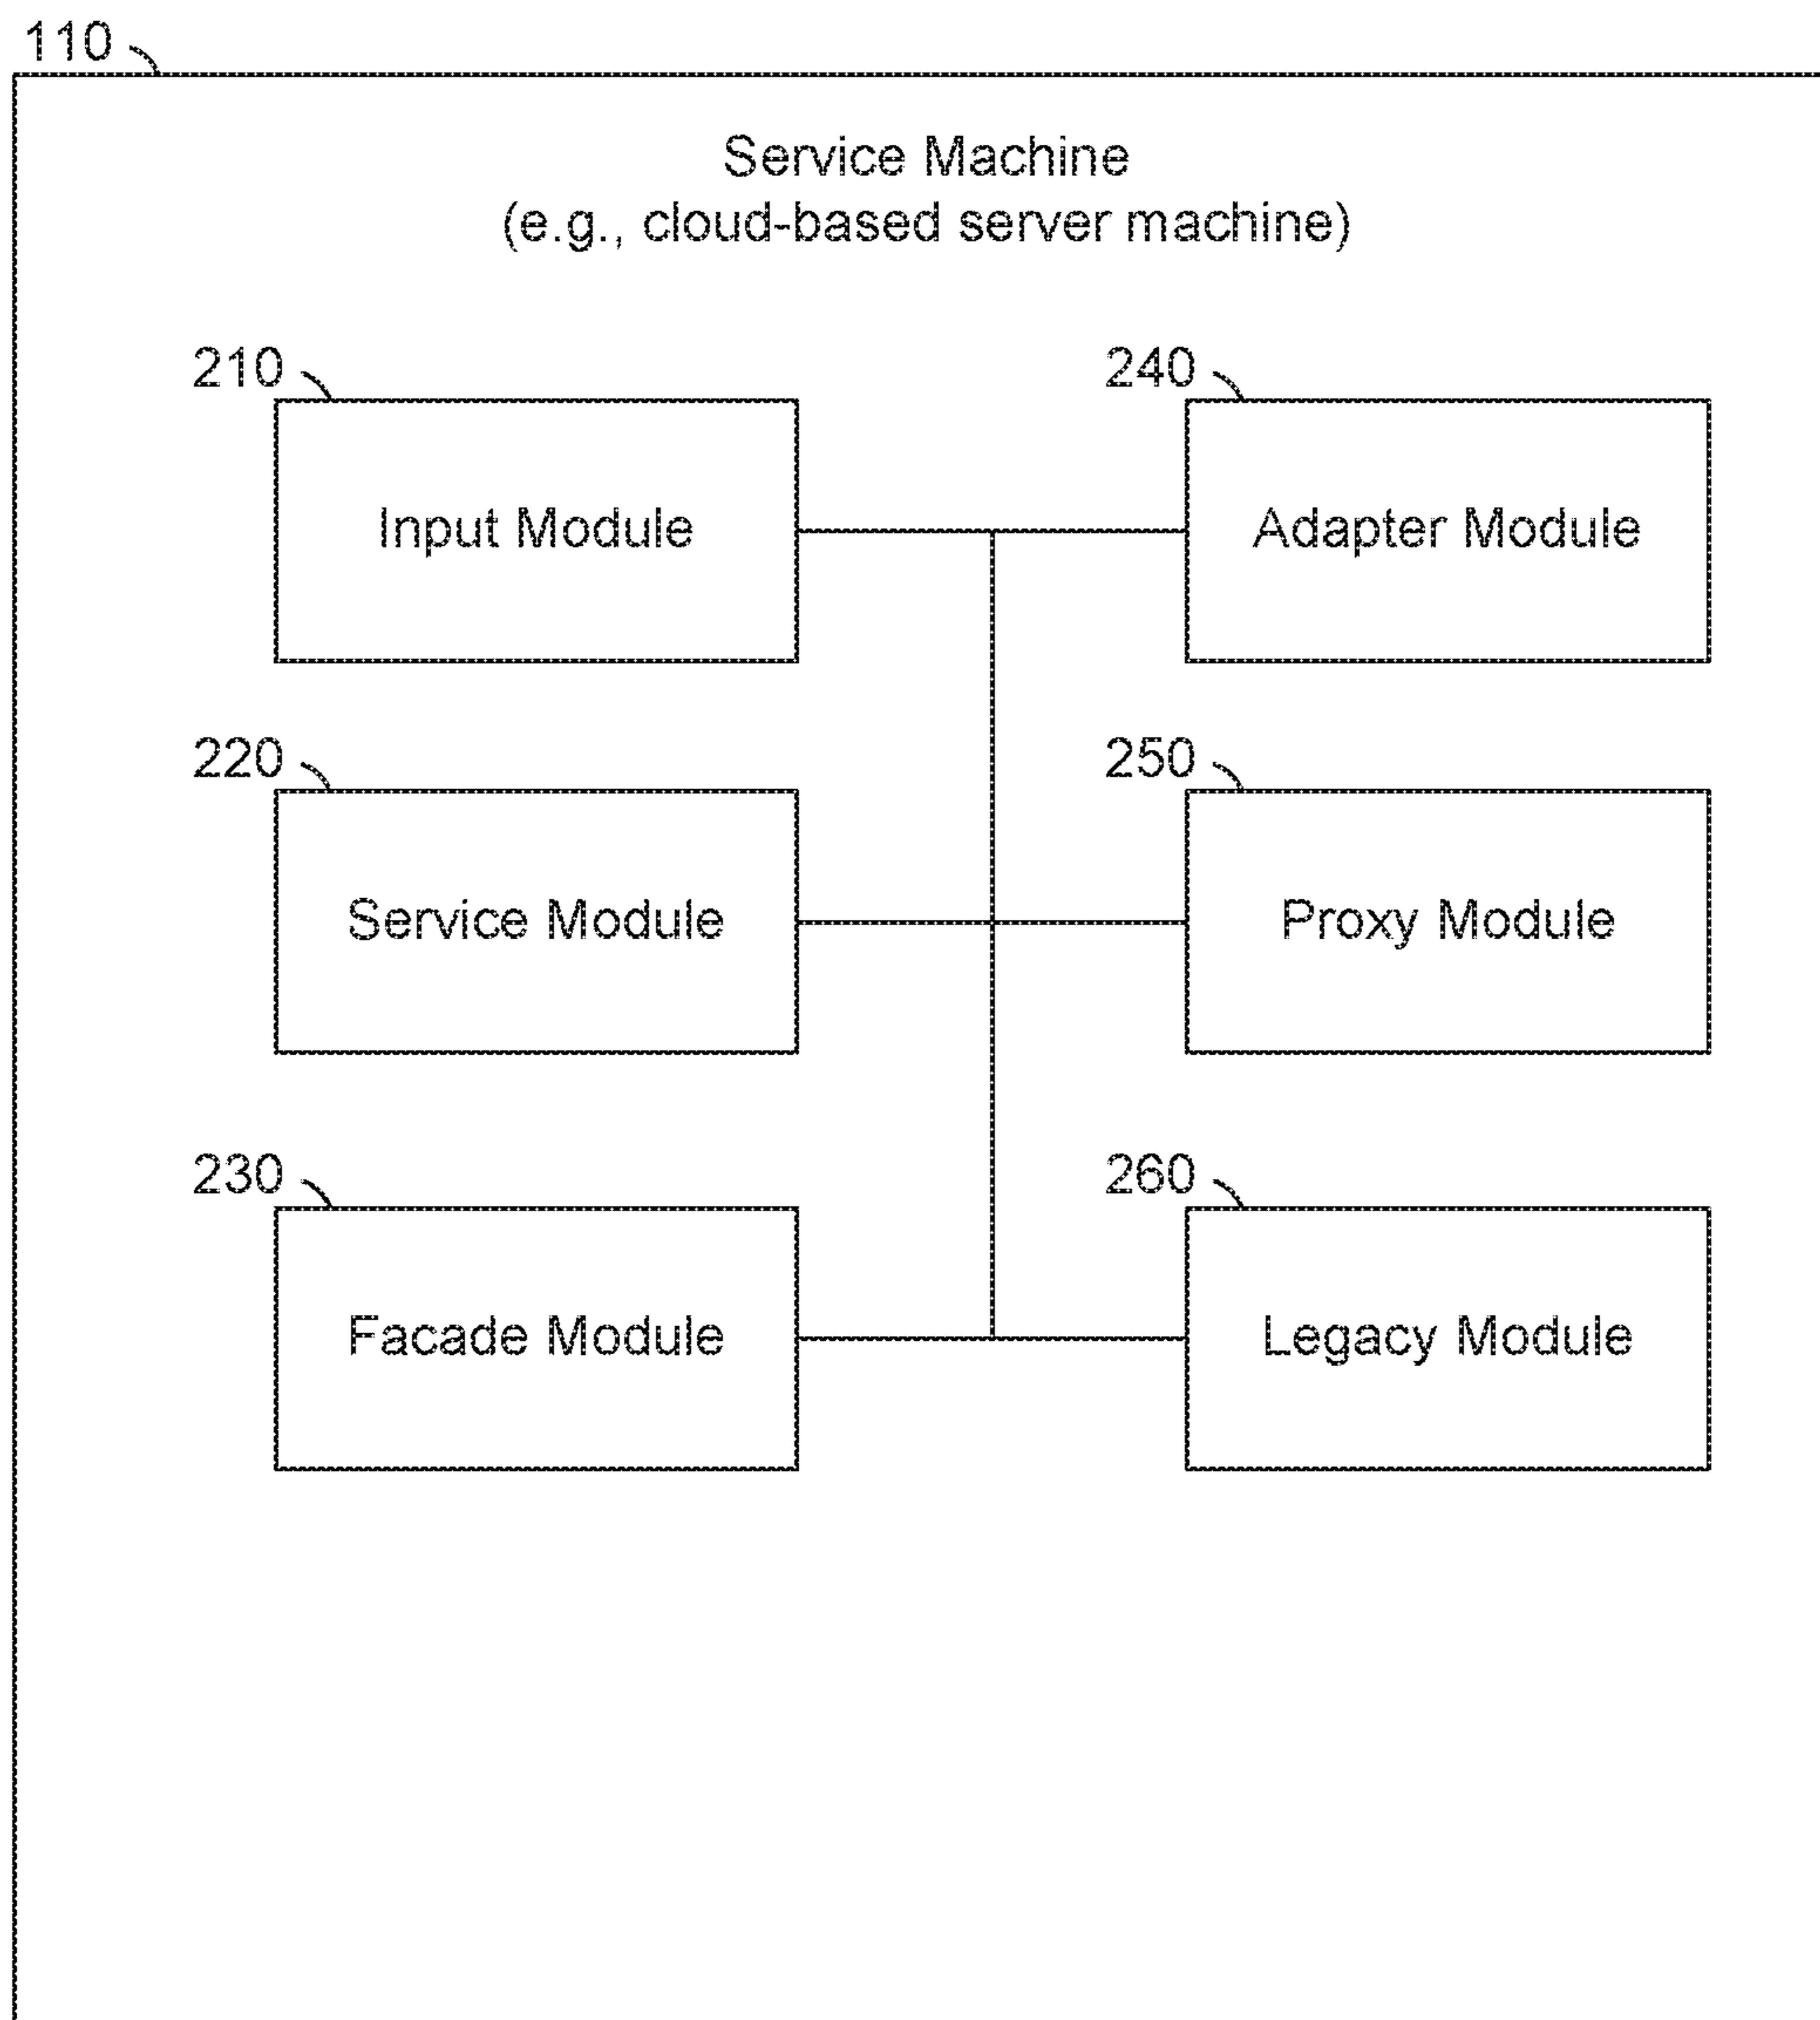 110
Service Machine
(e.g., cloud-based server machine)
210
Input Module
240
Adapter Module
220
Service Module
250
Proxy Module
230
Facade Module
260
Legacy Module